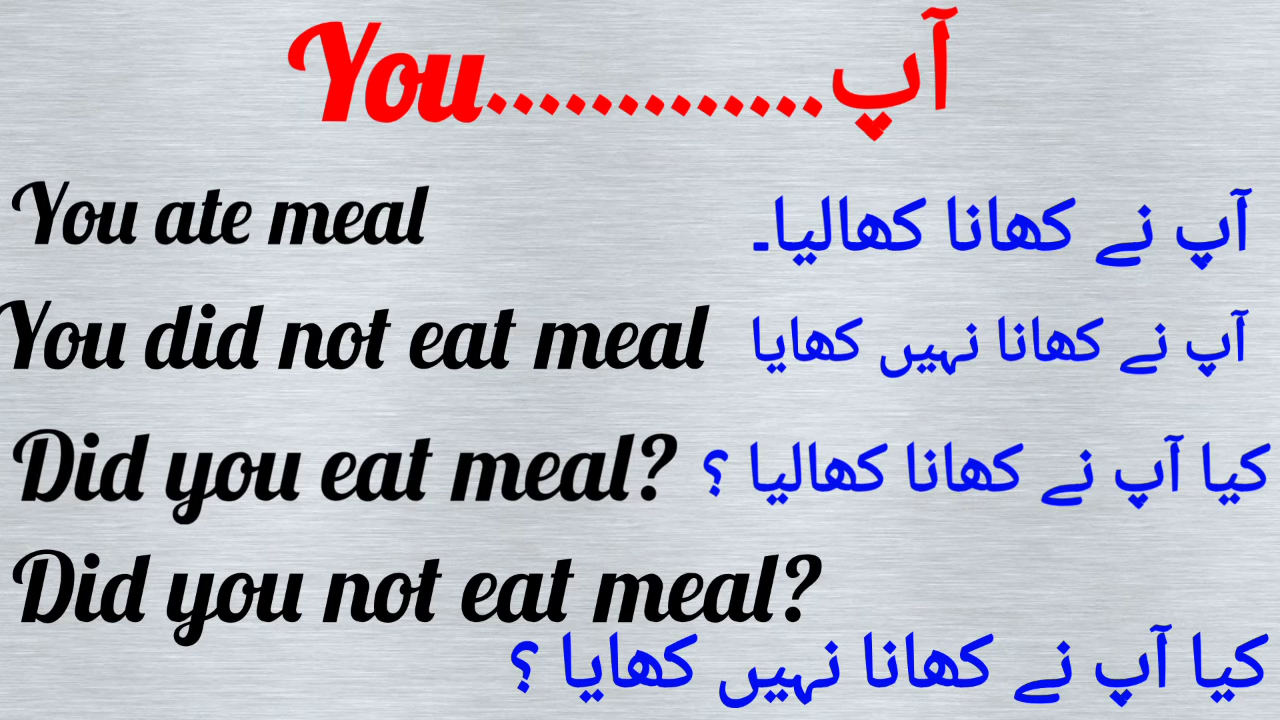 You.............آپ
You ate meal آپ نے کھانا کھالیا۔
You did not eat meal آپ نے کھانا نہیں کھایا
Did you eat meal? کیا آپ نے کھانا کھالیا ؟
Did you not eat meal?
کیا آپ نے کھانا نہیں کھایا ؟